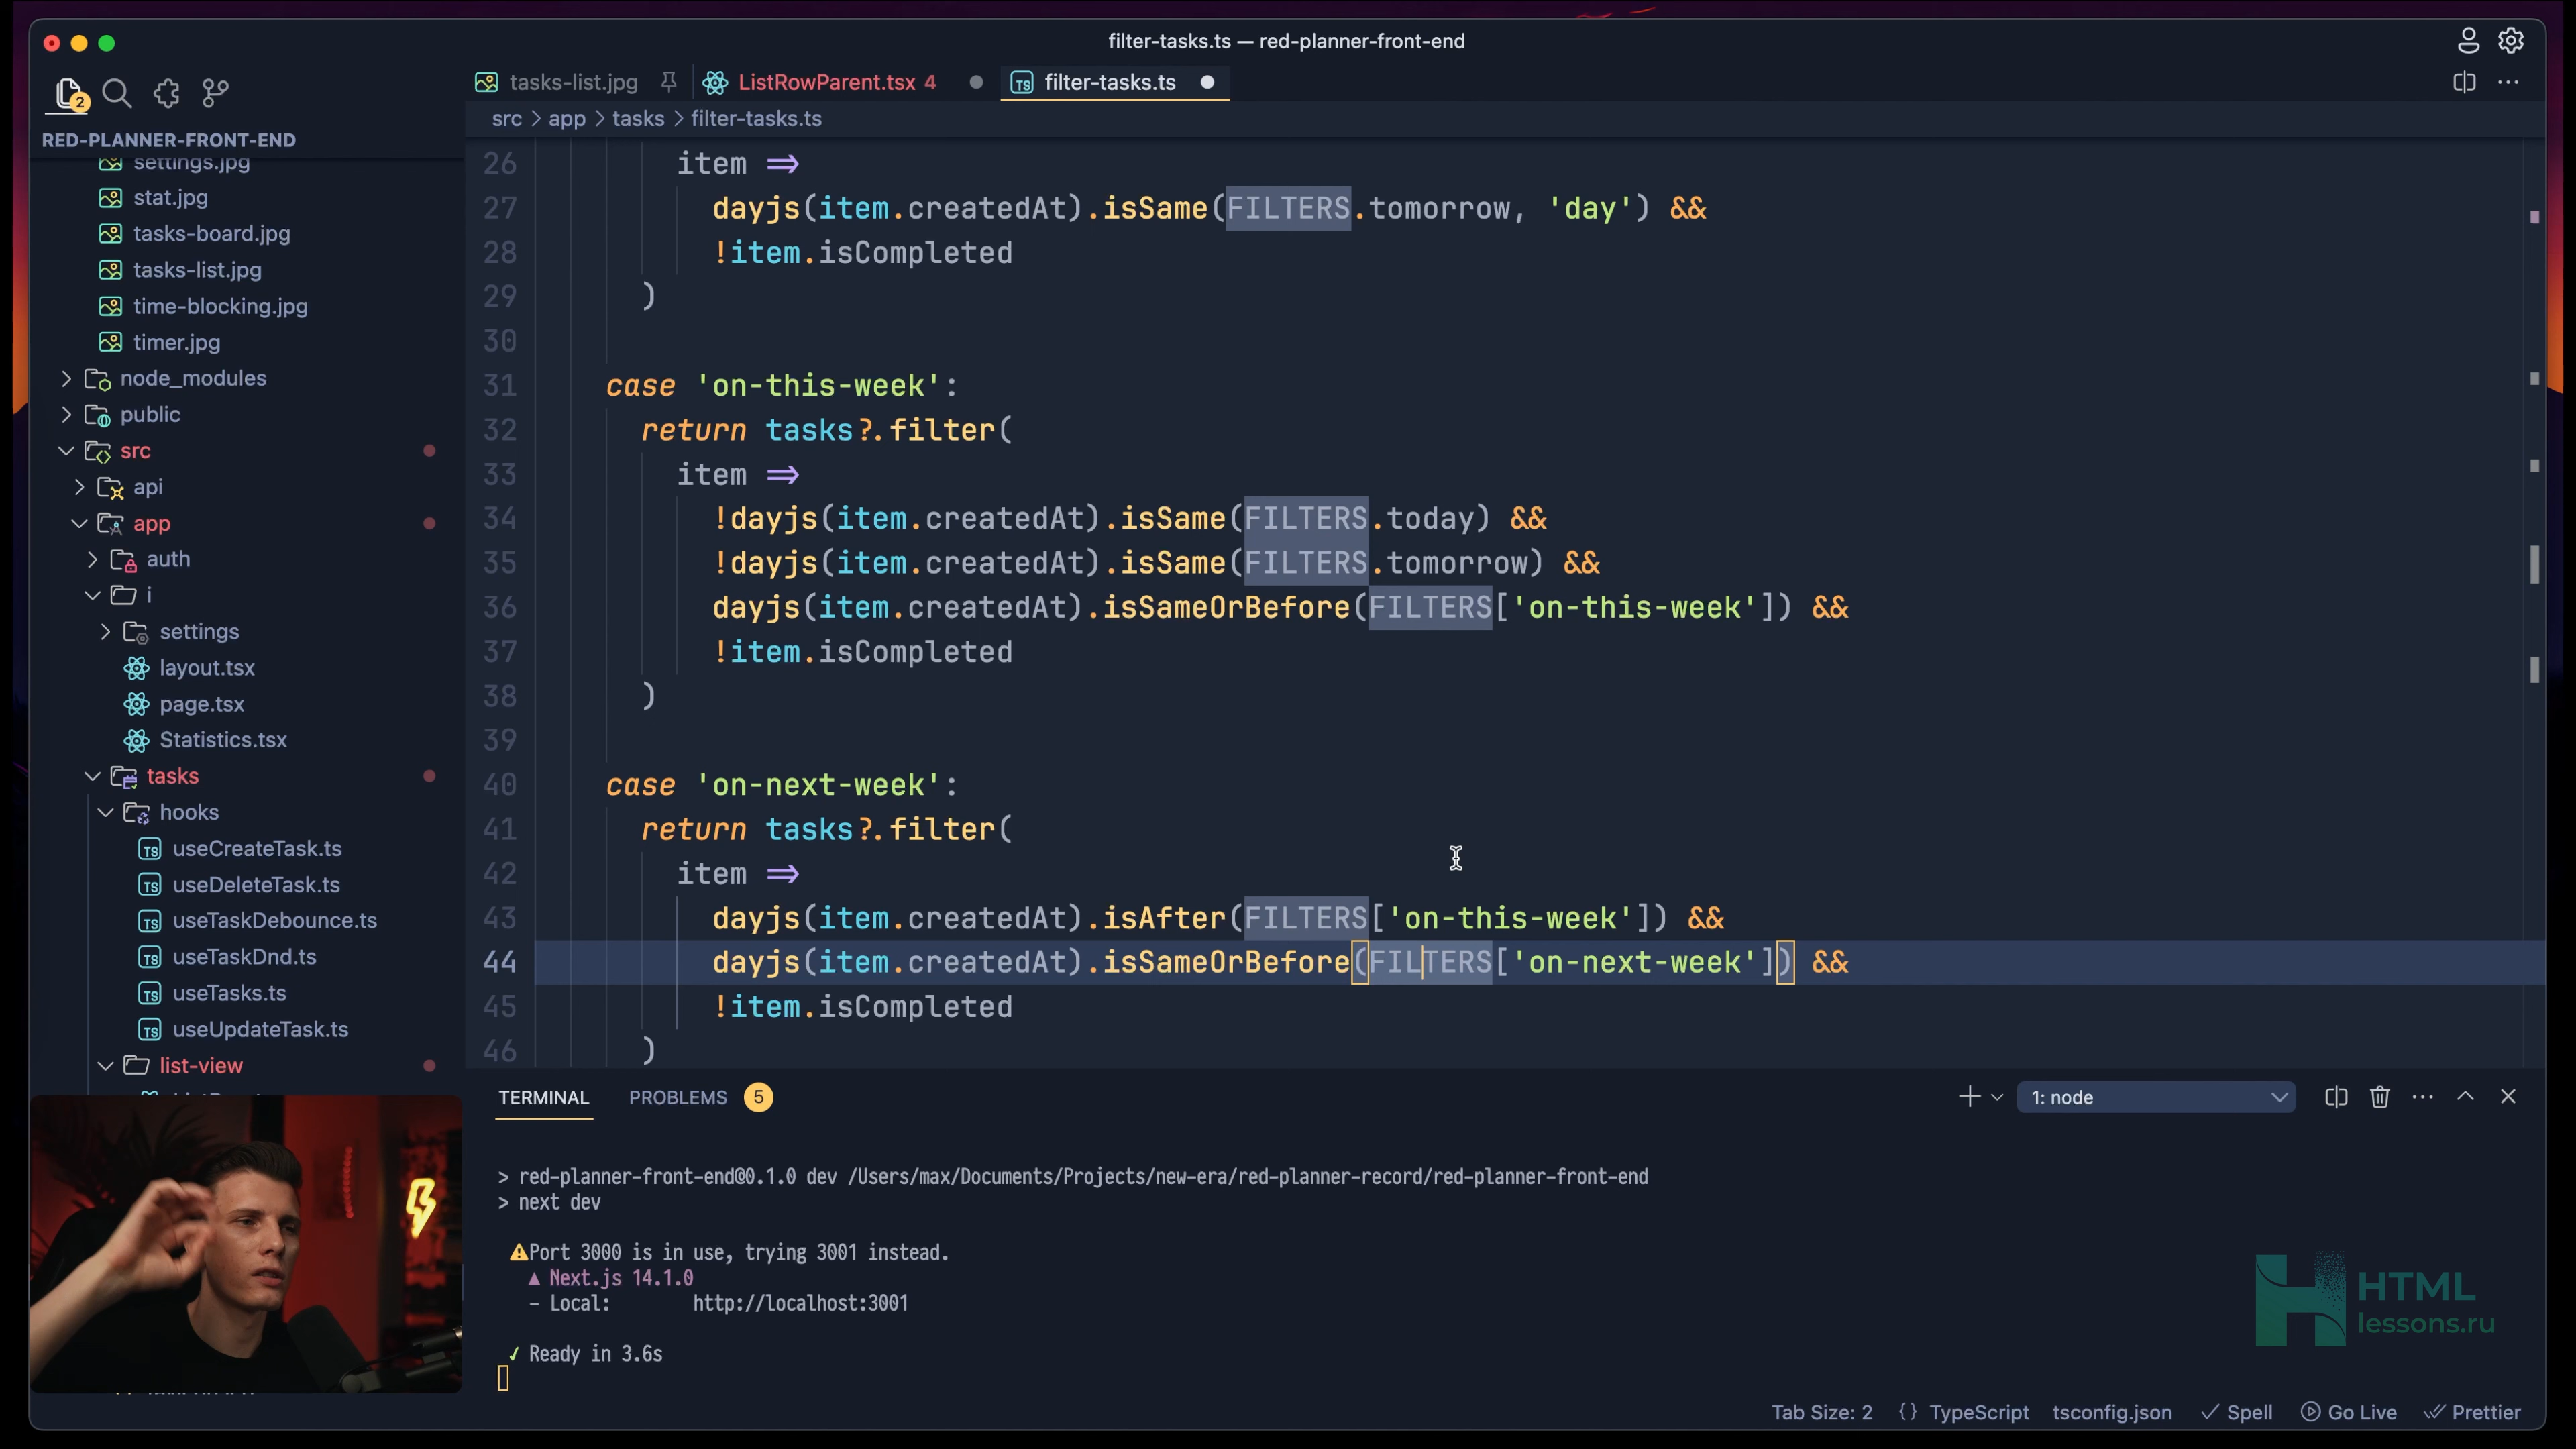 filter-tasks.ts — red-planner-front-end
2
tasks-list.jpg
ListRowParent.tsx 4
TS filter-tasks.ts
src > app > tasks > filter-tasks.ts
RED-PLANNER-FRONT-END
settings.jpg
stat.jpg
tasks-board.jpg
tasks-list.jpg
time-blocking.jpg
timer.jpg
node_modules
public
src
api
app
auth
i
settings
layout.tsx
page.tsx
Statistics.tsx
tasks
hooks
TS useCreateTask.ts
TS useDeleteTask.ts
TS useTaskDebounce.ts
TS useTaskDnd.ts
TS useTasks.ts
TS useUpdateTask.ts
list-view
26 item =>
27 dayjs(item.createdAt).isSame(FILTERS.tomorrow, 'day') &&
28 !item.isCompleted
29 )
30
31 case 'on-this-week':
32 return tasks?.filter(
33 item =>
34 !dayjs(item.createdAt).isSame(FILTERS.today) &&
35 !dayjs(item.createdAt).isSame(FILTERS.tomorrow) &&
36 dayjs(item.createdAt).isSameOrBefore(FILTERS['on-this-week']) &&
37 !item.isCompleted
38 )
39
40 case 'on-next-week':
41 return tasks?.filter(
42 item =>
43 dayjs(item.createdAt).isAfter(FILTERS['on-this-week']) &&
44 dayjs(item.createdAt).isSameOrBefore(FILTERS['on-next-week']) &&
45 !item.isCompleted
46 )
TERMINAL PROBLEMS 5
1: node
> red-planner-front-end@0.1.0 dev /Users/max/Documents/Projects/new-era/red-planner-record/red-planner-front-end
> next dev
⚠Port 3000 is in use, trying 3001 instead.
▲ Next.js 14.1.0
- Local: http://localhost:3001
✓ Ready in 3.6s
HTML
lessons.ru
Tab Size: 2 {} TypeScript tsconfig.json ✓ Spell Go Live Prettier